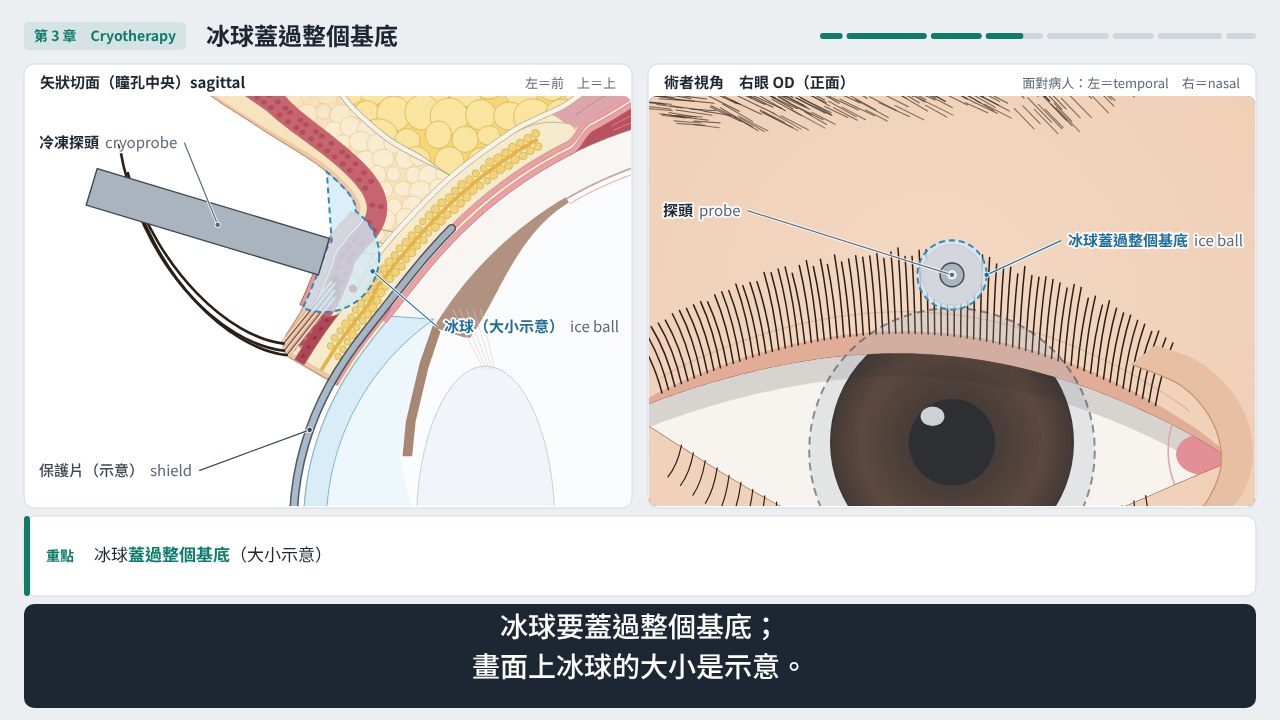 第 3 章　Cryotherapy
冰球蓋過整個基底
矢狀切面（瞳孔中央）sagittal
左＝前　上＝上
冷凍探頭 cryoprobe
冰球（大小示意） ice ball
保護片（示意） shield
術者視角　右眼 OD（正面）
面對病人：左＝temporal　右＝nasal
探頭 probe
冰球蓋過整個基底 ice ball
重點　冰球蓋過整個基底（大小示意）
冰球要蓋過整個基底；
畫面上冰球的大小是示意。